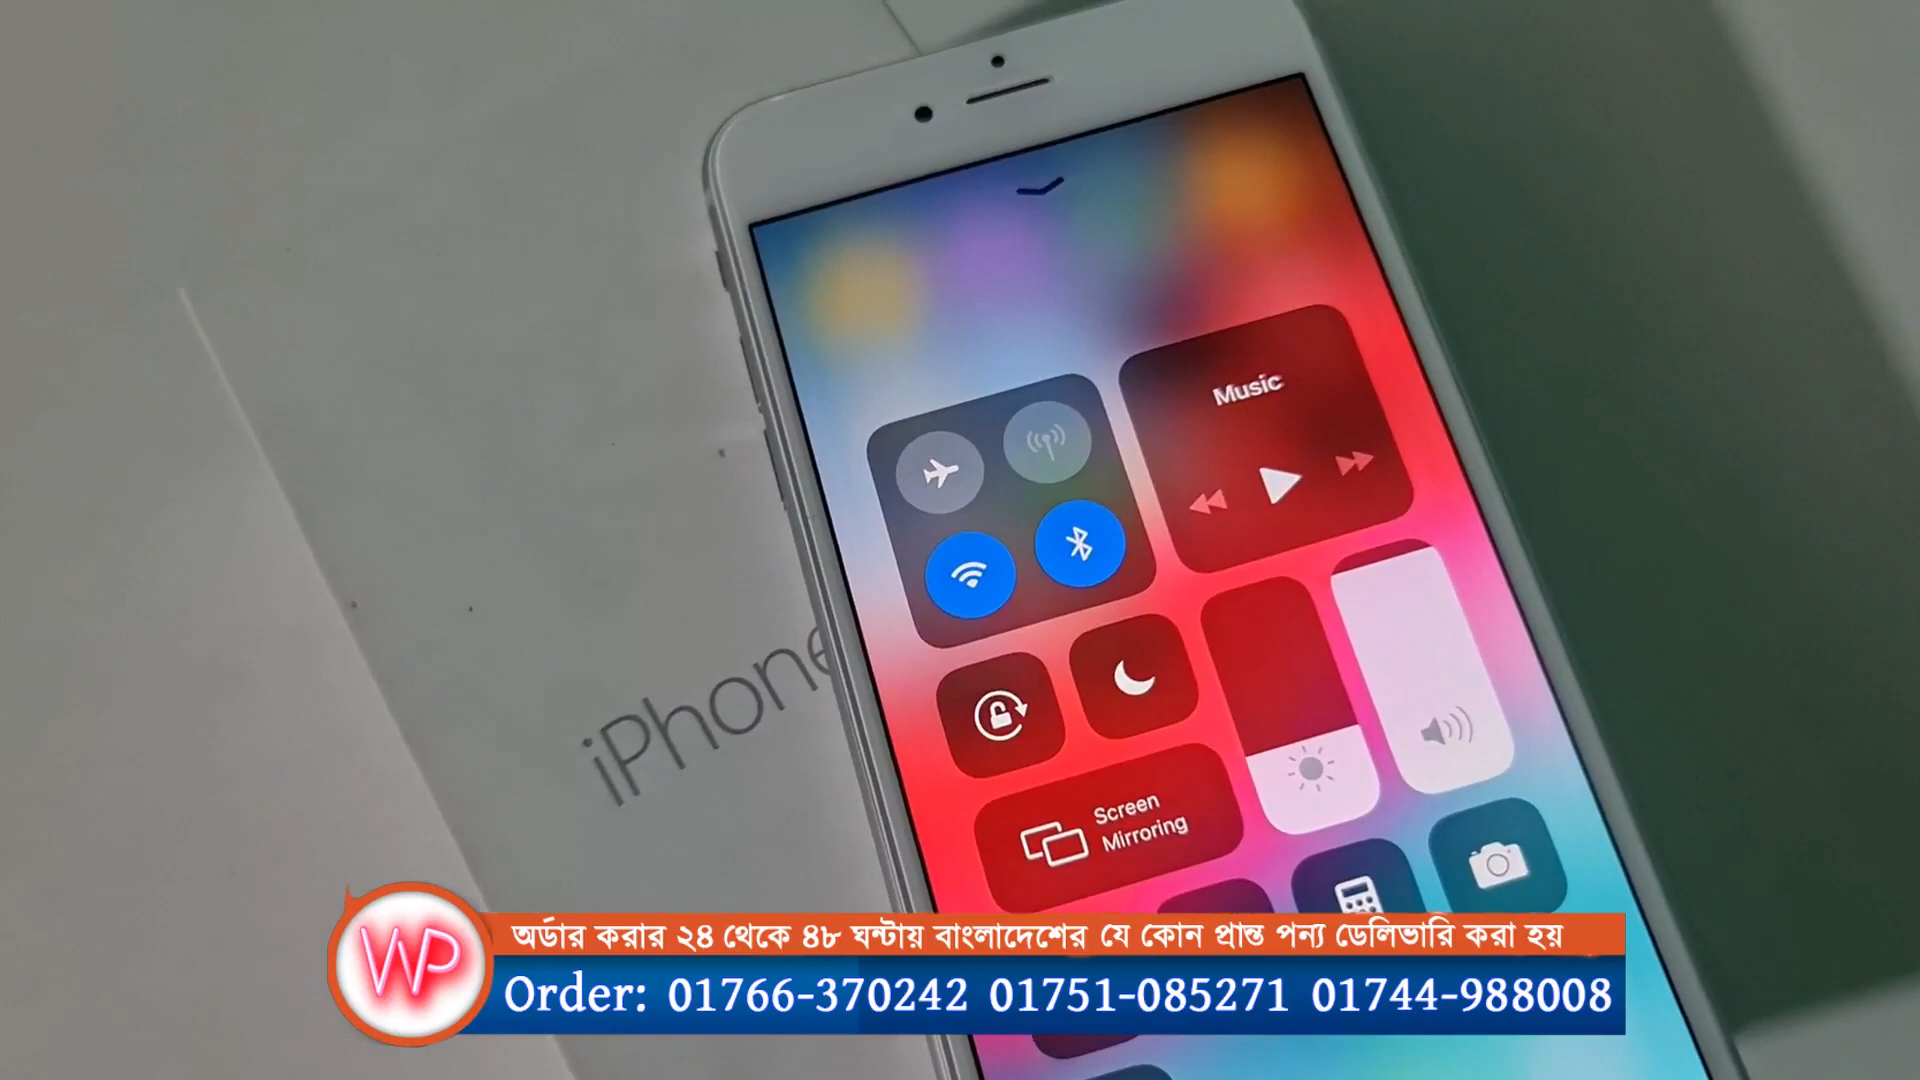 Music
iPhone
Screen
Mirroring
WP
অর্ডার করার ২৪ থেকে ৪৮ ঘন্টায় বাংলাদেশের যে কোন প্রান্ত পন্য ডেলিভারি করা হয়
Order: 01766-370242 01751-085271 01744-988008